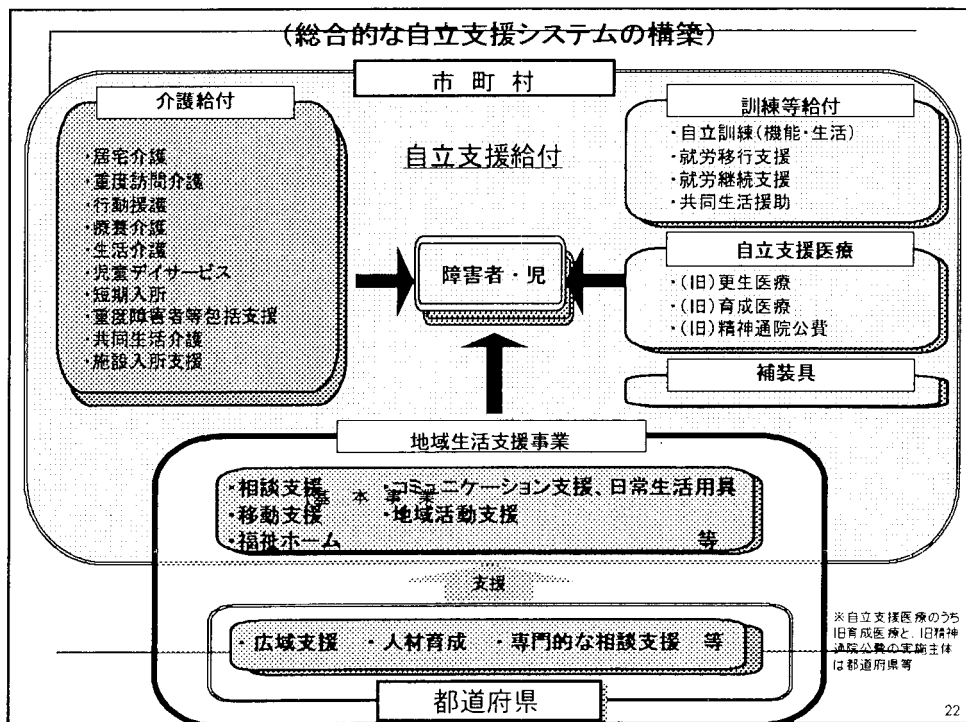 (総合的な自立支援システムの構築)
市町村
介護給付
・居宅介護
・重度訪問介護
・行動援護
・療養介護
・生活介護
・児童デイサービス
・短期入所
・重度障害者等包括支援
・共同生活介護
・施設入所支援
自立支援給付
障害者・児
訓練等給付
・自立訓練(機能・生活)
・就労移行支援
・就労継続支援
・共同生活援助
自立支援医療
・(旧)更生医療
・(旧)育成医療
・(旧)精神通院公費
補装具
地域生活支援事業
基本事業
・相談支援 ・コミュニケーション支援、日常生活用具
・移動支援 ・地域活動支援
・福祉ホーム 等
支援
・広域支援 ・人材育成 ・専門的な相談支援 等
都道府県
※自立支援医療のうち
旧育成医療と、旧精神
通院公費の実施主体
は都道府県等
22